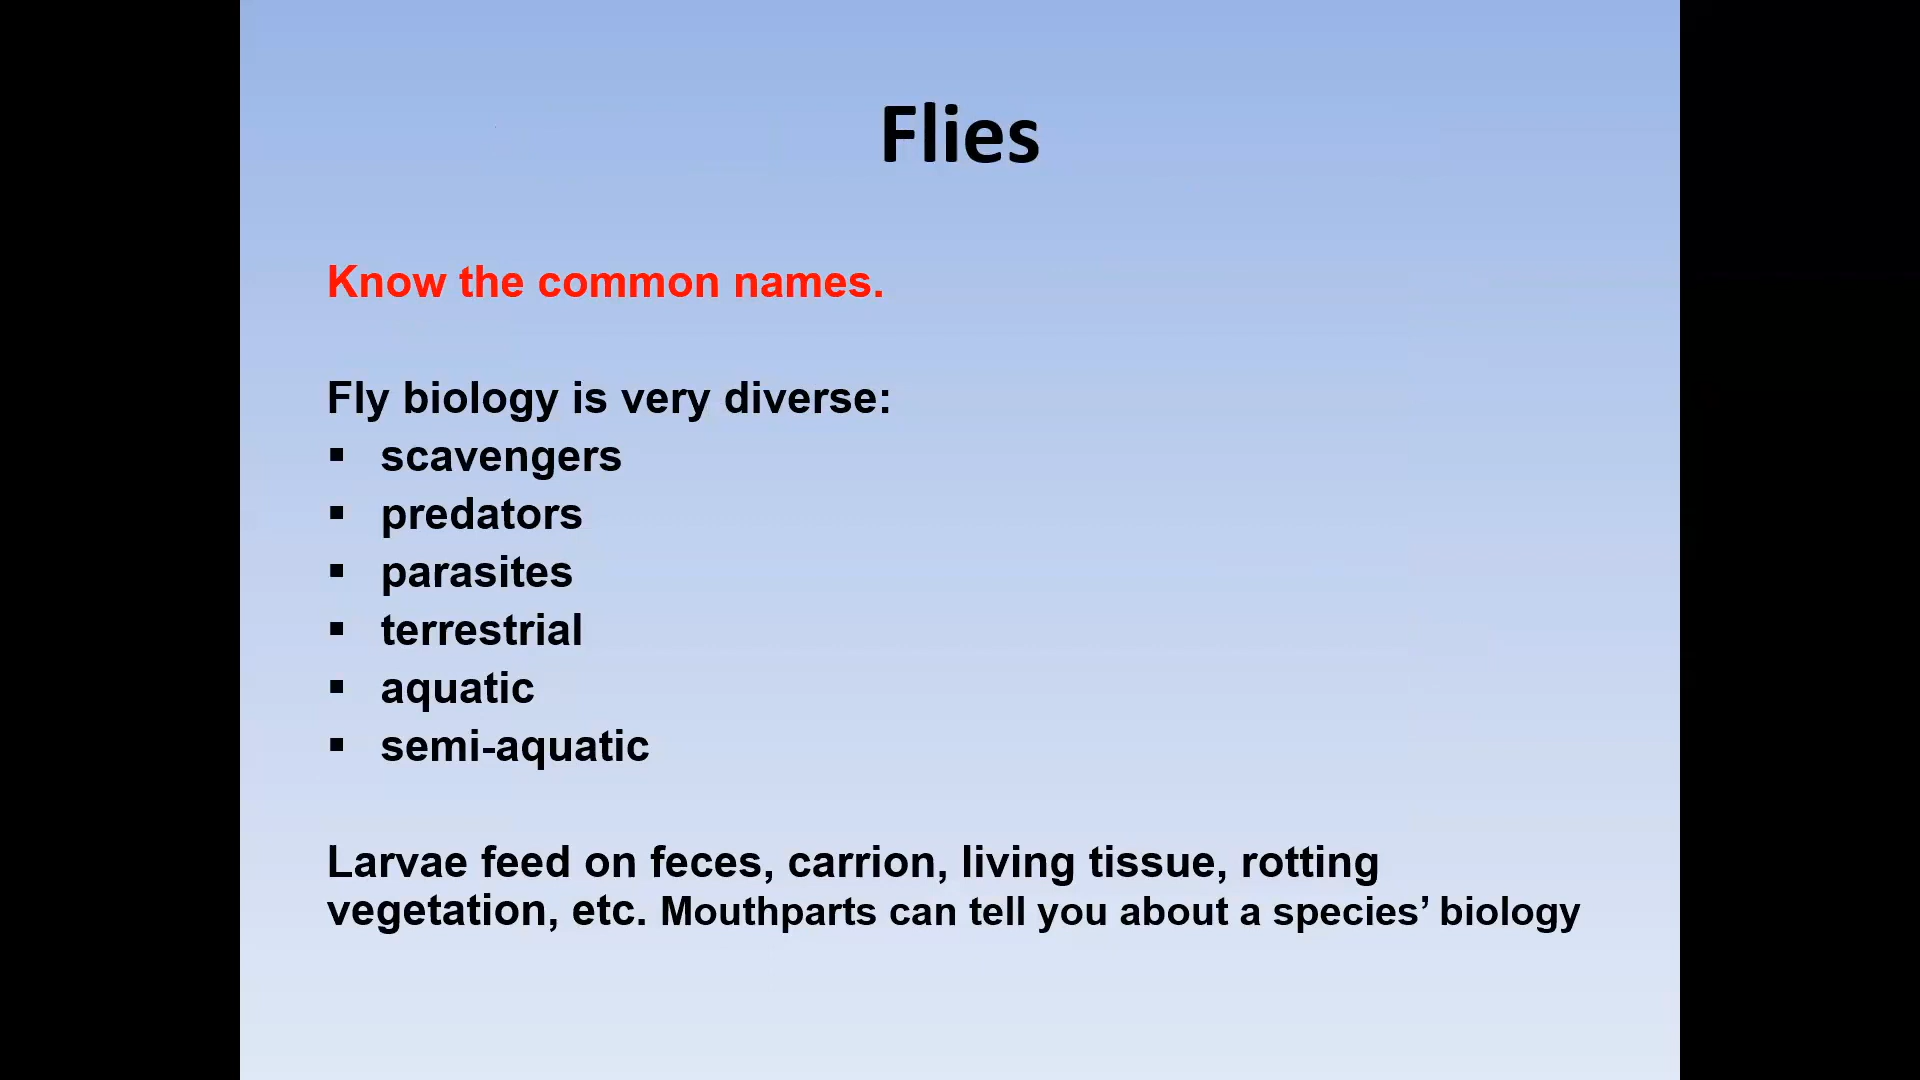 Flies
Know the common names.
Fly biology is very diverse:
▪ scavengers
▪ predators
▪ parasites
▪ terrestrial
▪ aquatic
▪ semi-aquatic
Larvae feed on feces, carrion, living tissue, rotting
vegetation, etc. Mouthparts can tell you about a species’ biology